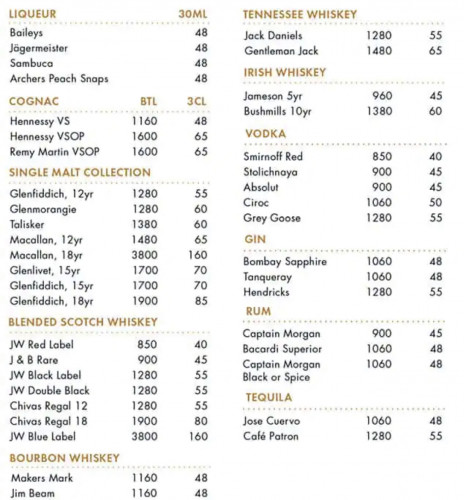 LIQUEUR 30ML
Baileys 48
Jägermeister 48
Sambuca 48
Archers Peach Snaps 48
COGNAC BTL 3CL
Hennessy VS 1160 48
Hennessy VSOP 1600 65
Remy Martin VSOP 1600 65
SINGLE MALT COLLECTION
Glenfiddich, 12yr 1280 55
Glenmorangie 1280 60
Talisker 1380 60
Macallan, 12yr 1480 65
Macallan, 18yr 3800 160
Glenlivet, 15yr 1700 70
Glenfiddich, 15yr 1700 70
Glenfiddich, 18yr 1900 85
BLENDED SCOTCH WHISKEY
JW Red Label 850 40
J & B Rare 900 45
JW Black Label 1280 55
JW Double Black 1280 55
Chivas Regal 12 1280 55
Chivas Regal 18 1900 80
JW Blue Label 3800 160
BOURBON WHISKEY
Makers Mark 1160 48
Jim Beam 1160 48
TENNESSEE WHISKEY
Jack Daniels 1280 55
Gentleman Jack 1480 65
IRISH WHISKEY
Jameson 5yr 960 45
Bushmills 10yr 1380 60
VODKA
Smirnoff Red 850 40
Stolichnaya 900 45
Absolut 900 45
Ciroc 1060 50
Grey Goose 1280 55
GIN
Bombay Sapphire 1060 48
Tanqueray 1060 48
Hendricks 1280 55
RUM
Captain Morgan 900 45
Bacardi Superior 1060 48
Captain Morgan 1060 48
Black or Spice
TEQUILA
Jose Cuervo 1060 48
Café Patron 1280 55